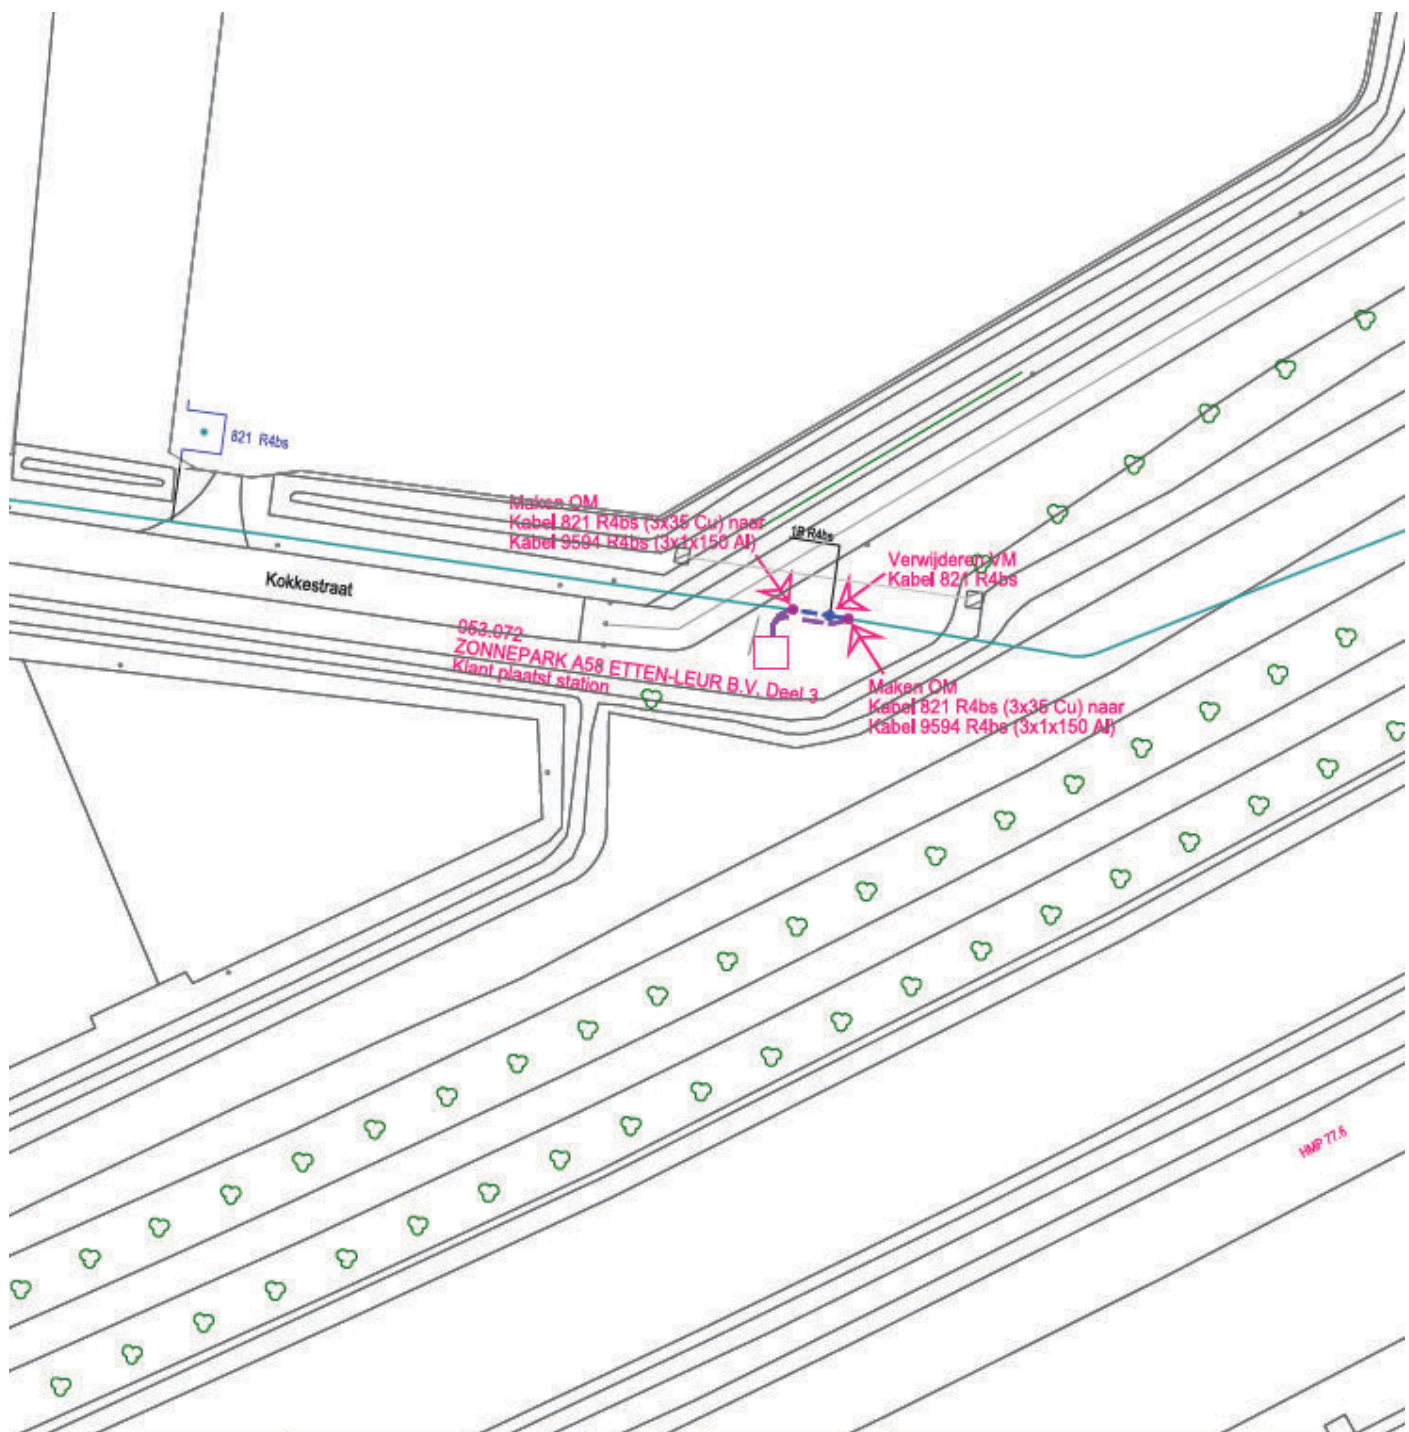 821 R4bs
Maken OM
Kabel 821 R4bs (3x35 Cu) naar
Kabel 9594 R4bs (3x1x150 Al)
1B R4bs
Verwijderen VM
Kabel 821 R4bs
Kokkestraat
053.072
ZONNEPARK A58 ETTEN-LEUR B.V. Deel 3
Klant plaatst station
Maken OM
Kabel 821 R4bs (3x35 Cu) naar
Kabel 9594 R4bs (3x1x150 Al)
HMP 77.6